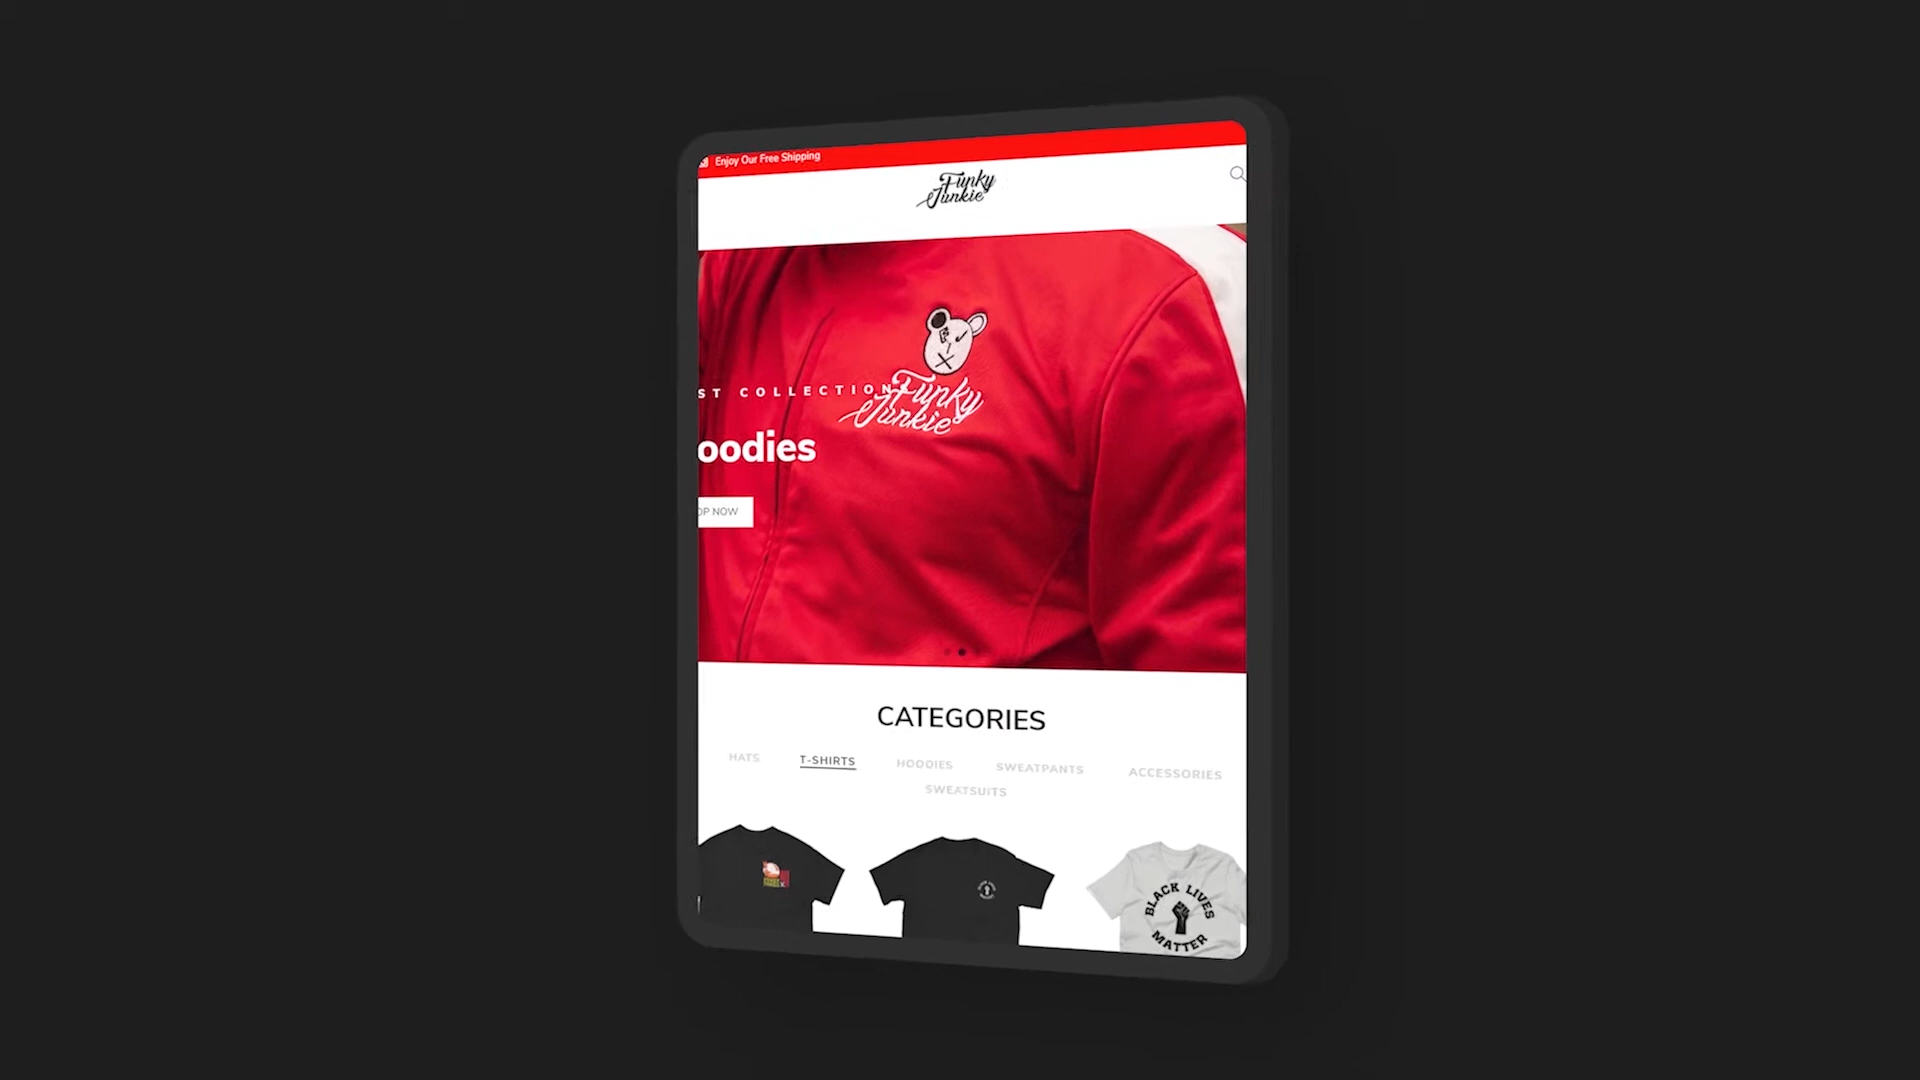 Enjoy Our Free Shipping
Funky
Junkie
ST COLLECTION
Funky
Junkie
oodies
OP NOW
CATEGORIES
HATS T-SHIRTS HOODIES SWEATPANTS ACCESSORIES
SWEATSUITS
BLACK LIVES
MATTER